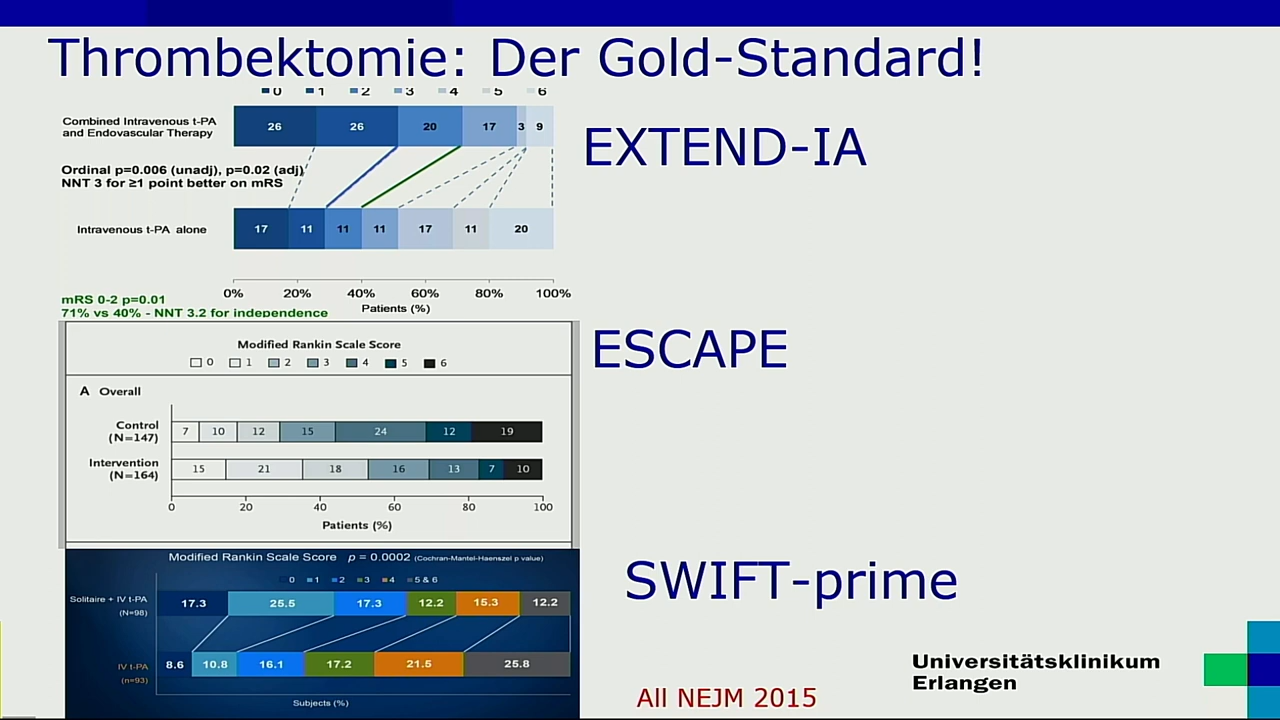 Thrombektomie: Der Gold-Standard!
0 1 2 3 4 5 6
Combined Intravenous t-PA
and Endovascular Therapy
26 26 20 17 3 9
EXTEND-IA
Ordinal p=0.006 (unadj), p=0.02 (adj)
NNT 3 for ≥1 point better on mRS
Intravenous t-PA alone
17 11 11 11 17 11 20
0% 20% 40% 60% 80% 100%
Patients (%)
mRS 0-2 p=0.01
71% vs 40% - NNT 3.2 for independence
Modified Rankin Scale Score
0 1 2 3 4 5 6
ESCAPE
A Overall
Control
(N=147)
7 10 12 15 24 12 19
Intervention
(N=164)
15 21 18 16 13 7 10
0 20 40 60 80 100
Patients (%)
Modified Rankin Scale Score p = 0.0002 (Cochran-Mantel-Haenszel p value)
0 1 2 3 4 5 & 6
SWIFT-prime
Solitaire + IV t-PA
(N=98)
17.3 25.5 17.3 12.2 15.3 12.2
IV t-PA
(n=93)
8.6 10.8 16.1 17.2 21.5 25.8
Subjects (%)
All NEJM 2015
Universitätsklinikum
Erlangen